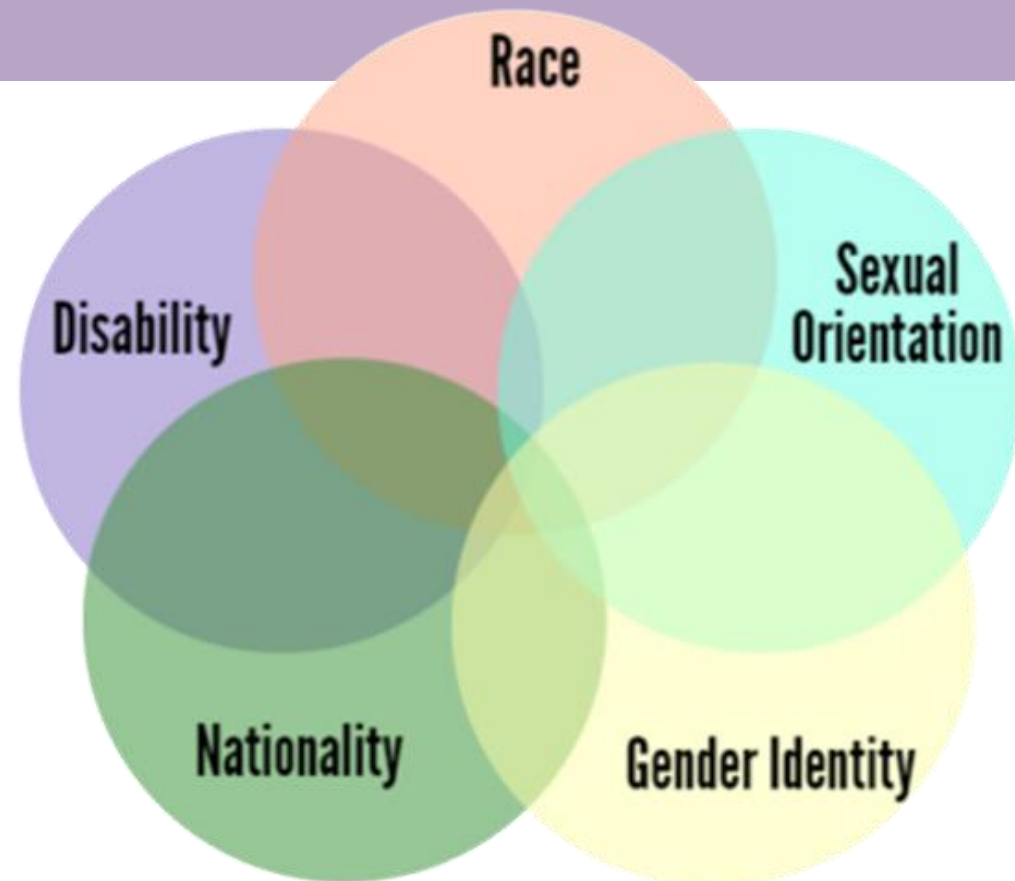 Race
Sexual
Orientation
Disability
Nationality
Gender Identity